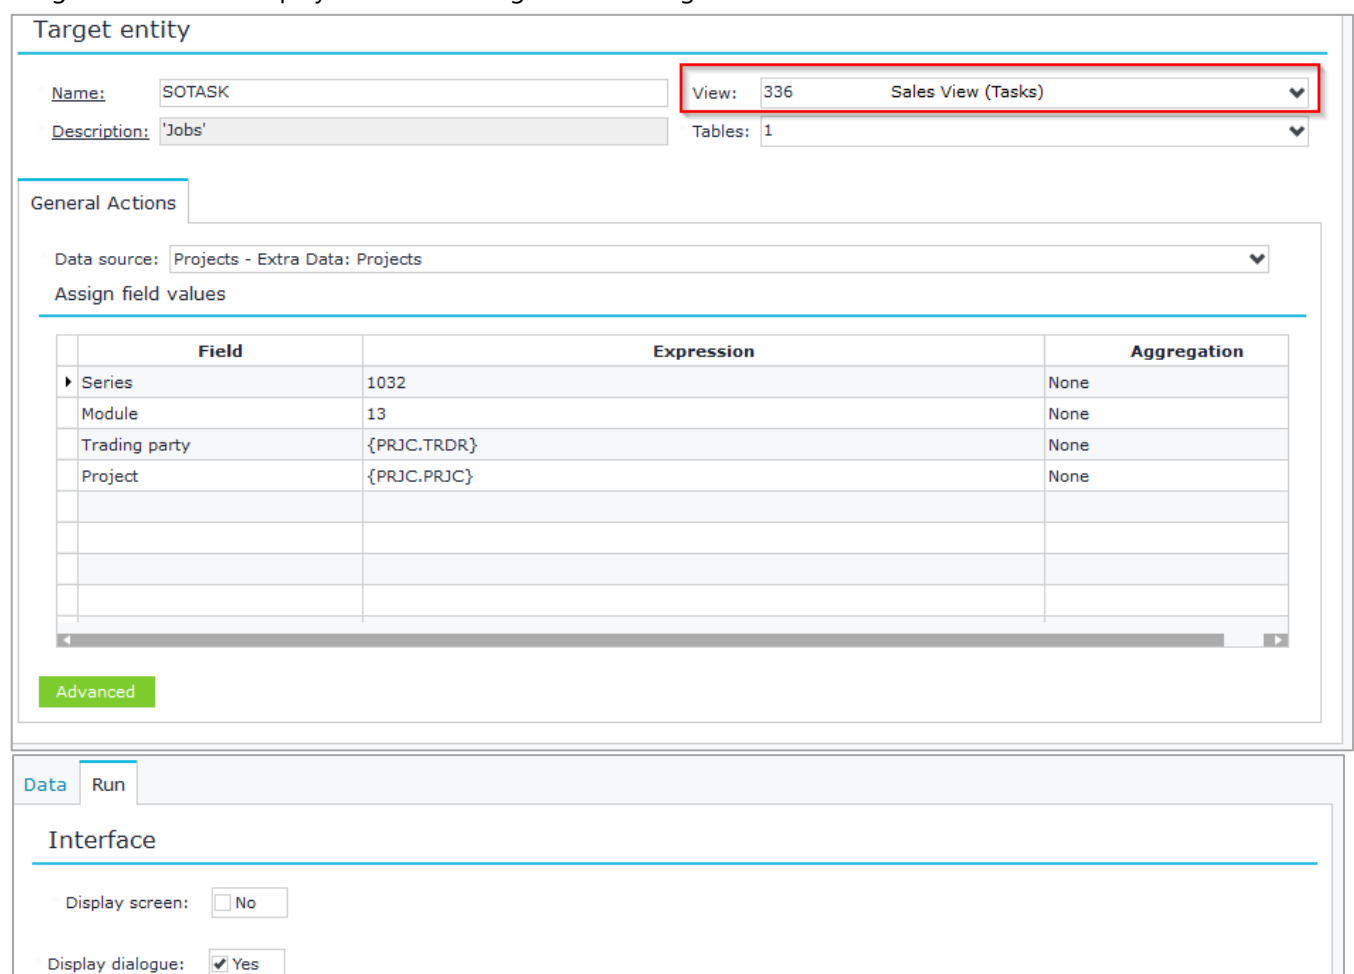 Target entity
Name: SOTASK View: 336 Sales View (Tasks)
Description: 'Jobs' Tables: 1
General Actions
Data source: Projects - Extra Data: Projects
Assign field values
Field Expression Aggregation
Series 1032 None
Module 13 None
Trading party {PRJC.TRDR} None
Project {PRJC.PRJC} None
Advanced
Data Run
Interface
Display screen: No
Display dialogue: Yes